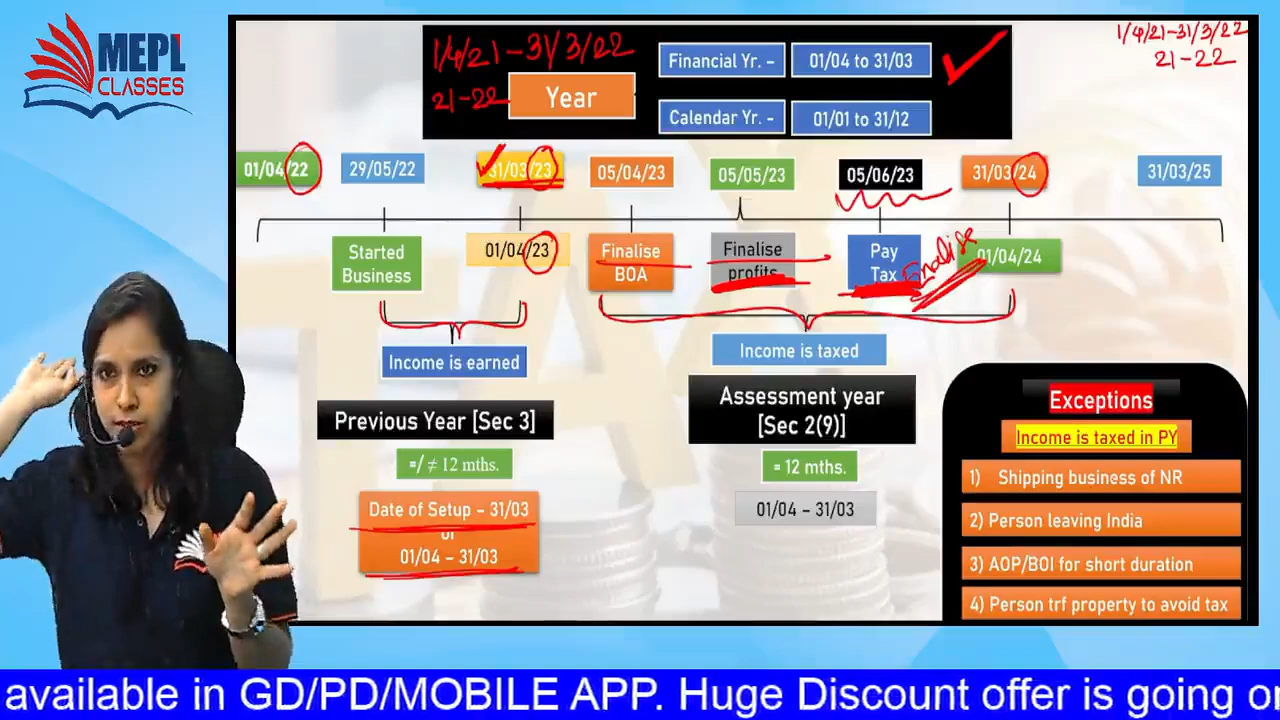 MEPL
CLASSES
1/4/21 - 31/3/22
21-22
Year
Financial Yr. -
01/04 to 31/03
Calendar Yr. -
01/01 to 31/12
1/4/21-31/3/22
21-22
01/04/22
29/05/22
31/03/23
05/04/23
05/05/23
05/06/23
31/03/24
31/03/25
Started
Business
01/04/23
Finalise
BOA
Finalise
profits
Pay
Tax
Finalise
01/04/24
Income is earned
Income is taxed
Previous Year [Sec 3]
=/ ≠ 12 mths.
Date of Setup – 31/03
or
01/04 – 31/03
Assessment year
[Sec 2(9)]
= 12 mths.
01/04 – 31/03
Exceptions
Income is taxed in PY
1) Shipping business of NR
2) Person leaving India
3) AOP/BOI for short duration
4) Person trf property to avoid tax
available in GD/PD/MOBILE APP. Huge Discount offer is going on